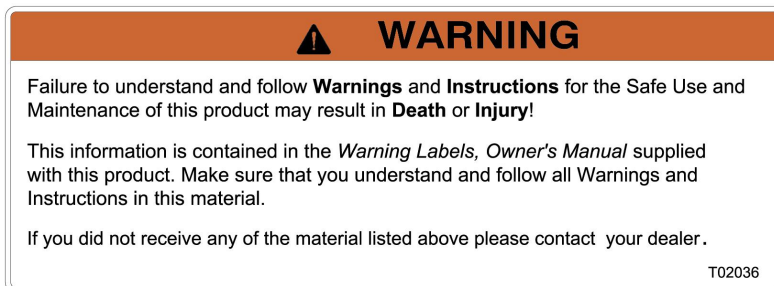 WARNING
Failure to understand and follow Warnings and Instructions for the Safe Use and
Maintenance of this product may result in Death or Injury!
This information is contained in the Warning Labels, Owner's Manual supplied
with this product. Make sure that you understand and follow all Warnings and
Instructions in this material.
If you did not receive any of the material listed above please contact your dealer.
T02036